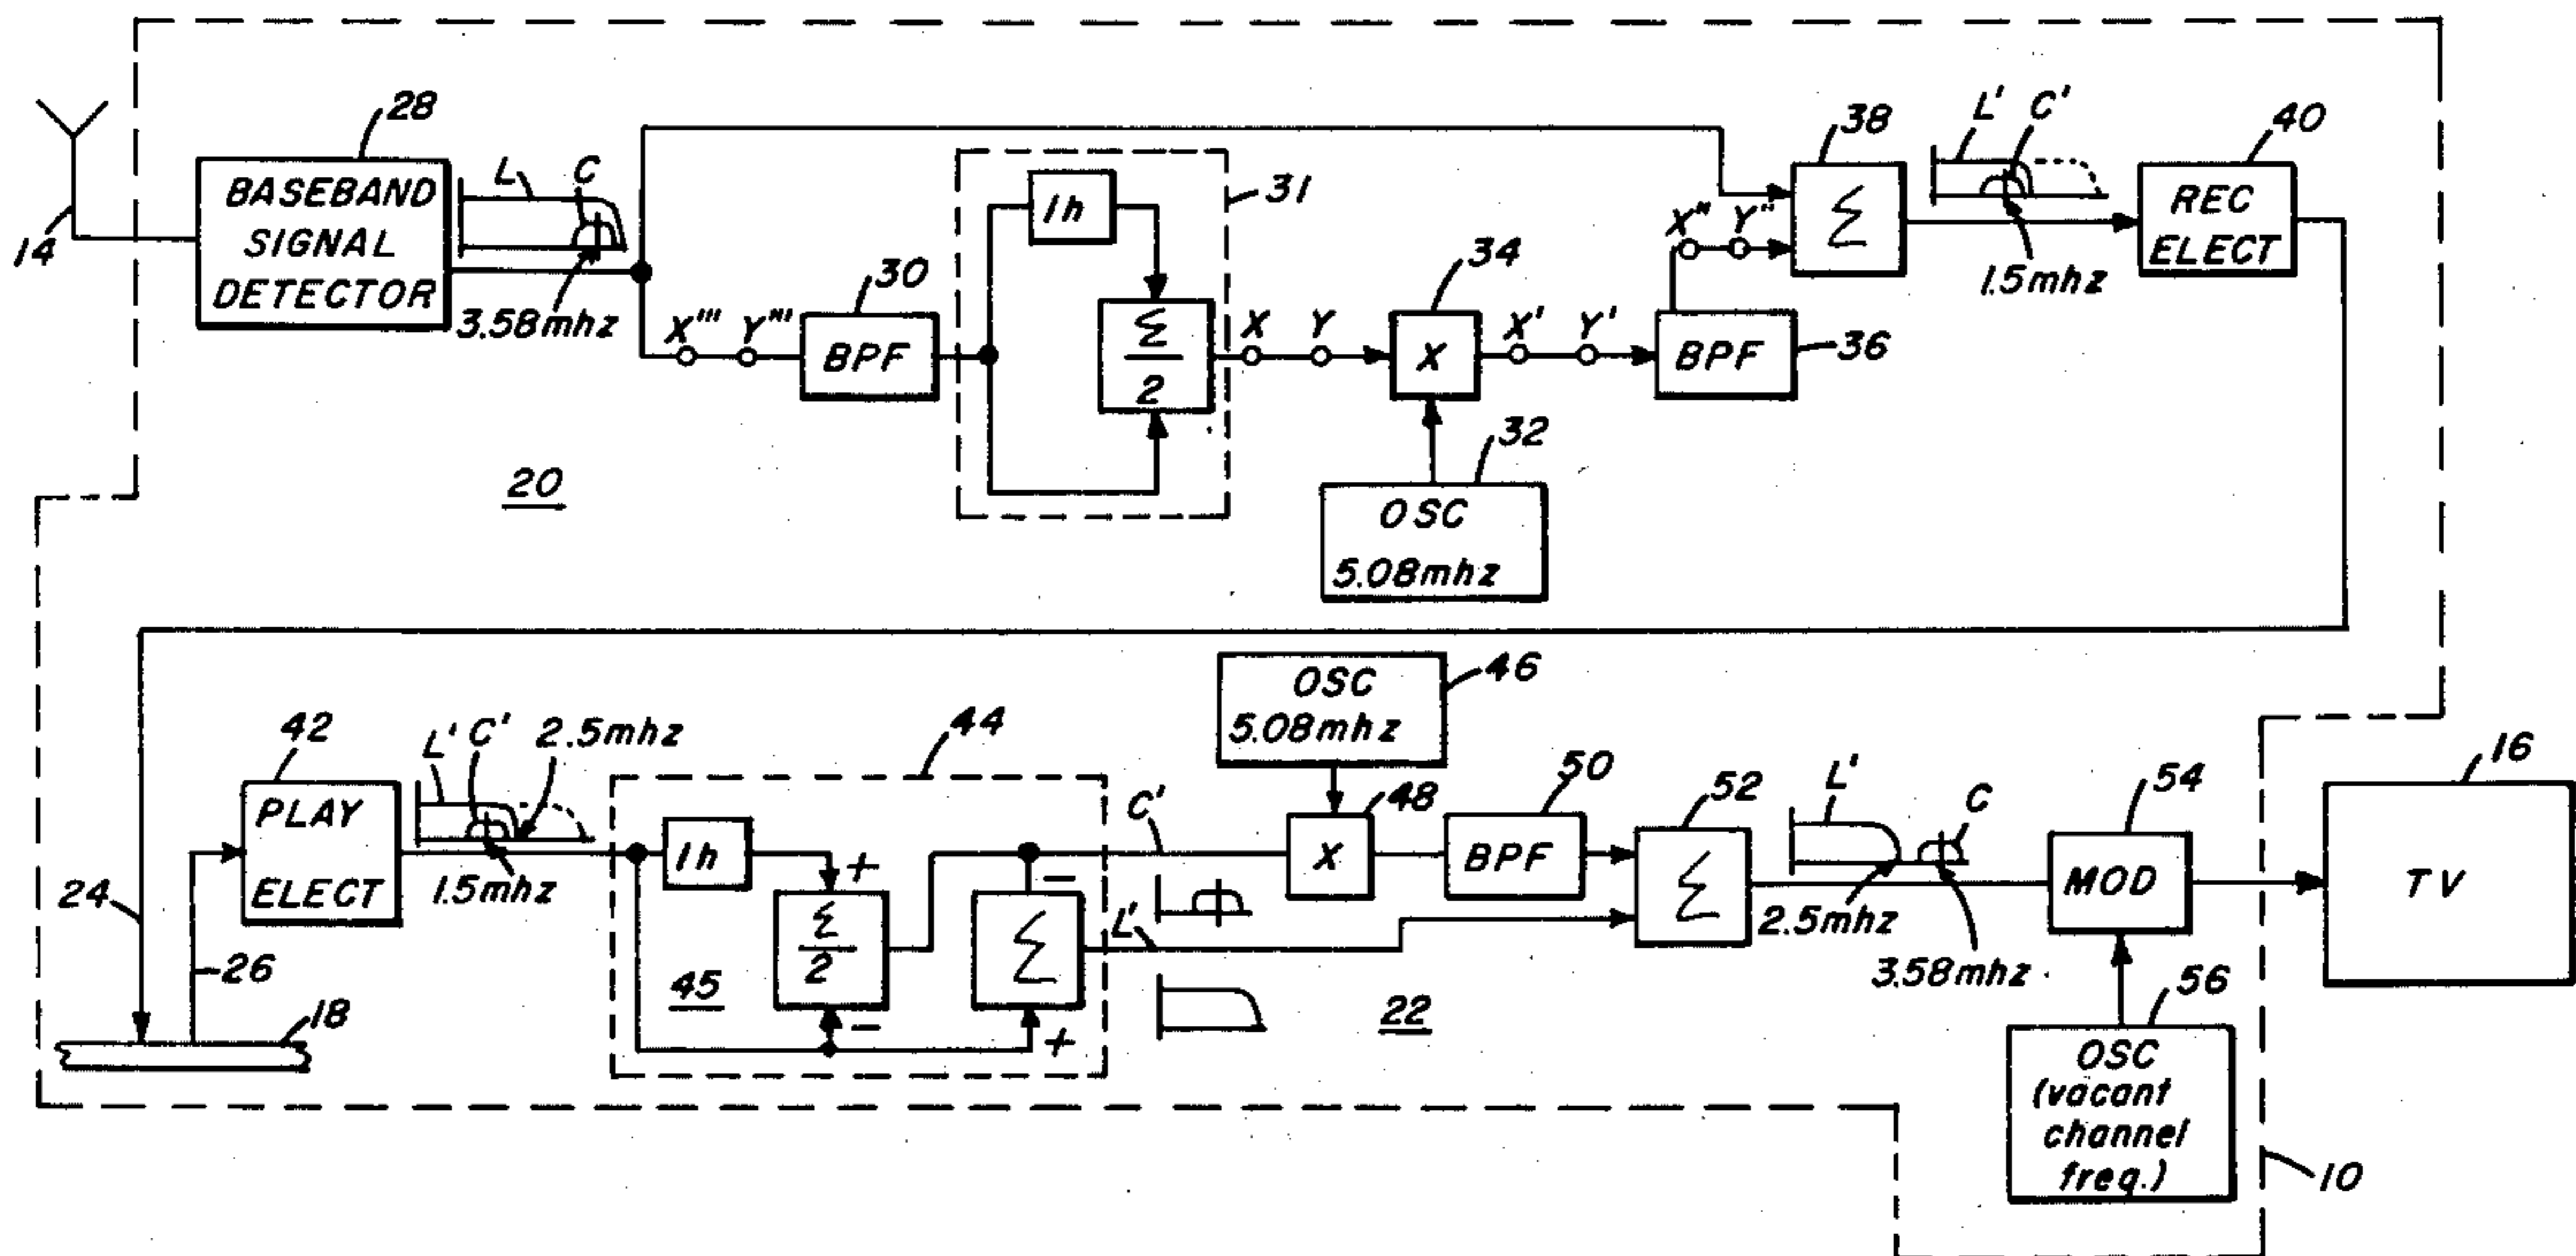 14
28
BASEBAND
SIGNAL
DETECTOR
L
C
3.58mhz
X''' Y'''
30
BPF
31
1h
Σ
2
X Y
34
X
X' Y'
32
OSC
5.08mhz
36
BPF
X'' Y''
38
Σ
L' C'
1.5mhz
40
REC
ELECT
20
24
26
18
42
PLAY
ELECT
L' C'
2.5mhz
1.5mhz
44
1h
+
Σ
2
−
45
−
Σ
+
46
OSC
5.08mhz
C'
48
X
50
BPF
L'
22
52
Σ
L'
C
2.5mhz
3.58mhz
54
MOD
56
OSC
(vacant
channel
freq.)
16
TV
10